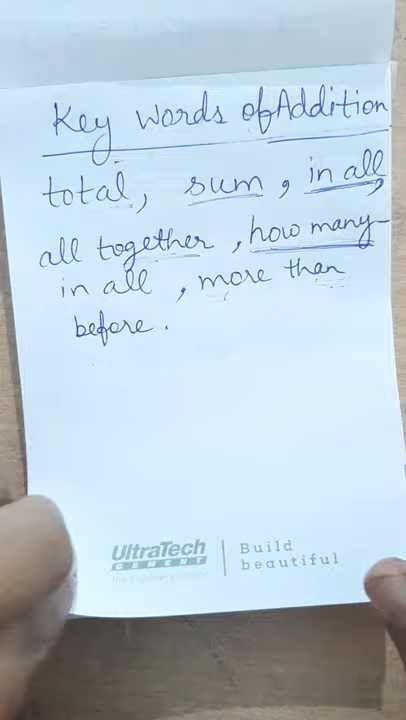 Key words of Addition
total, sum, in all,
all together, how many
in all, more than
before.
UltraTech
CEMENT
Build
beautiful